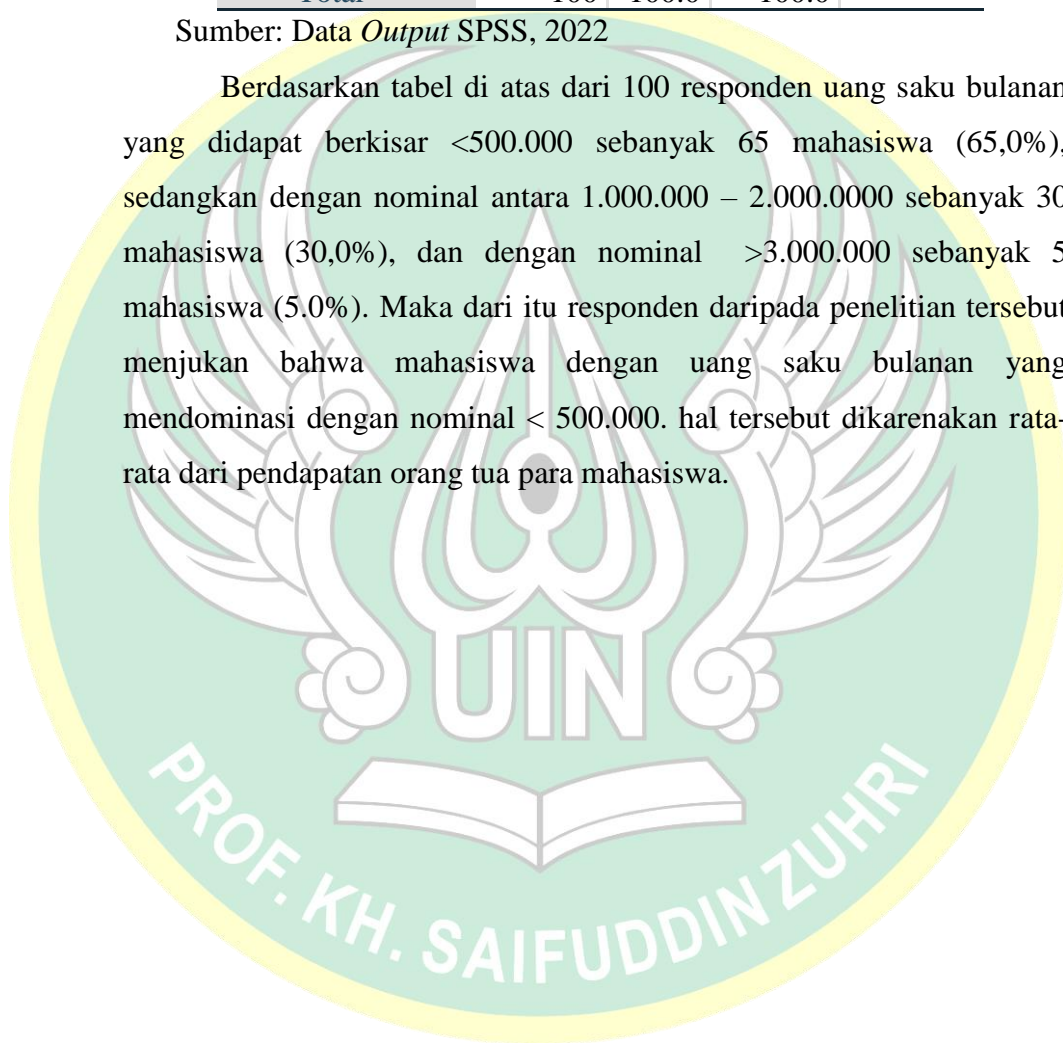 Total 100 100.0 100.0
Sumber: Data Output SPSS, 2022
Berdasarkan tabel di atas dari 100 responden uang saku bulanan
yang didapat berkisar <500.000 sebanyak 65 mahasiswa (65,0%),
sedangkan dengan nominal antara 1.000.000 – 2.000.0000 sebanyak 30
mahasiswa (30,0%), dan dengan nominal >3.000.000 sebanyak 5
mahasiswa (5.0%). Maka dari itu responden daripada penelitian tersebut
menjukan bahwa mahasiswa dengan uang saku bulanan yang
mendominasi dengan nominal < 500.000. hal tersebut dikarenakan rata-
rata dari pendapatan orang tua para mahasiswa.
UIN
PROF. KH. SAIFUDDIN ZUHRI